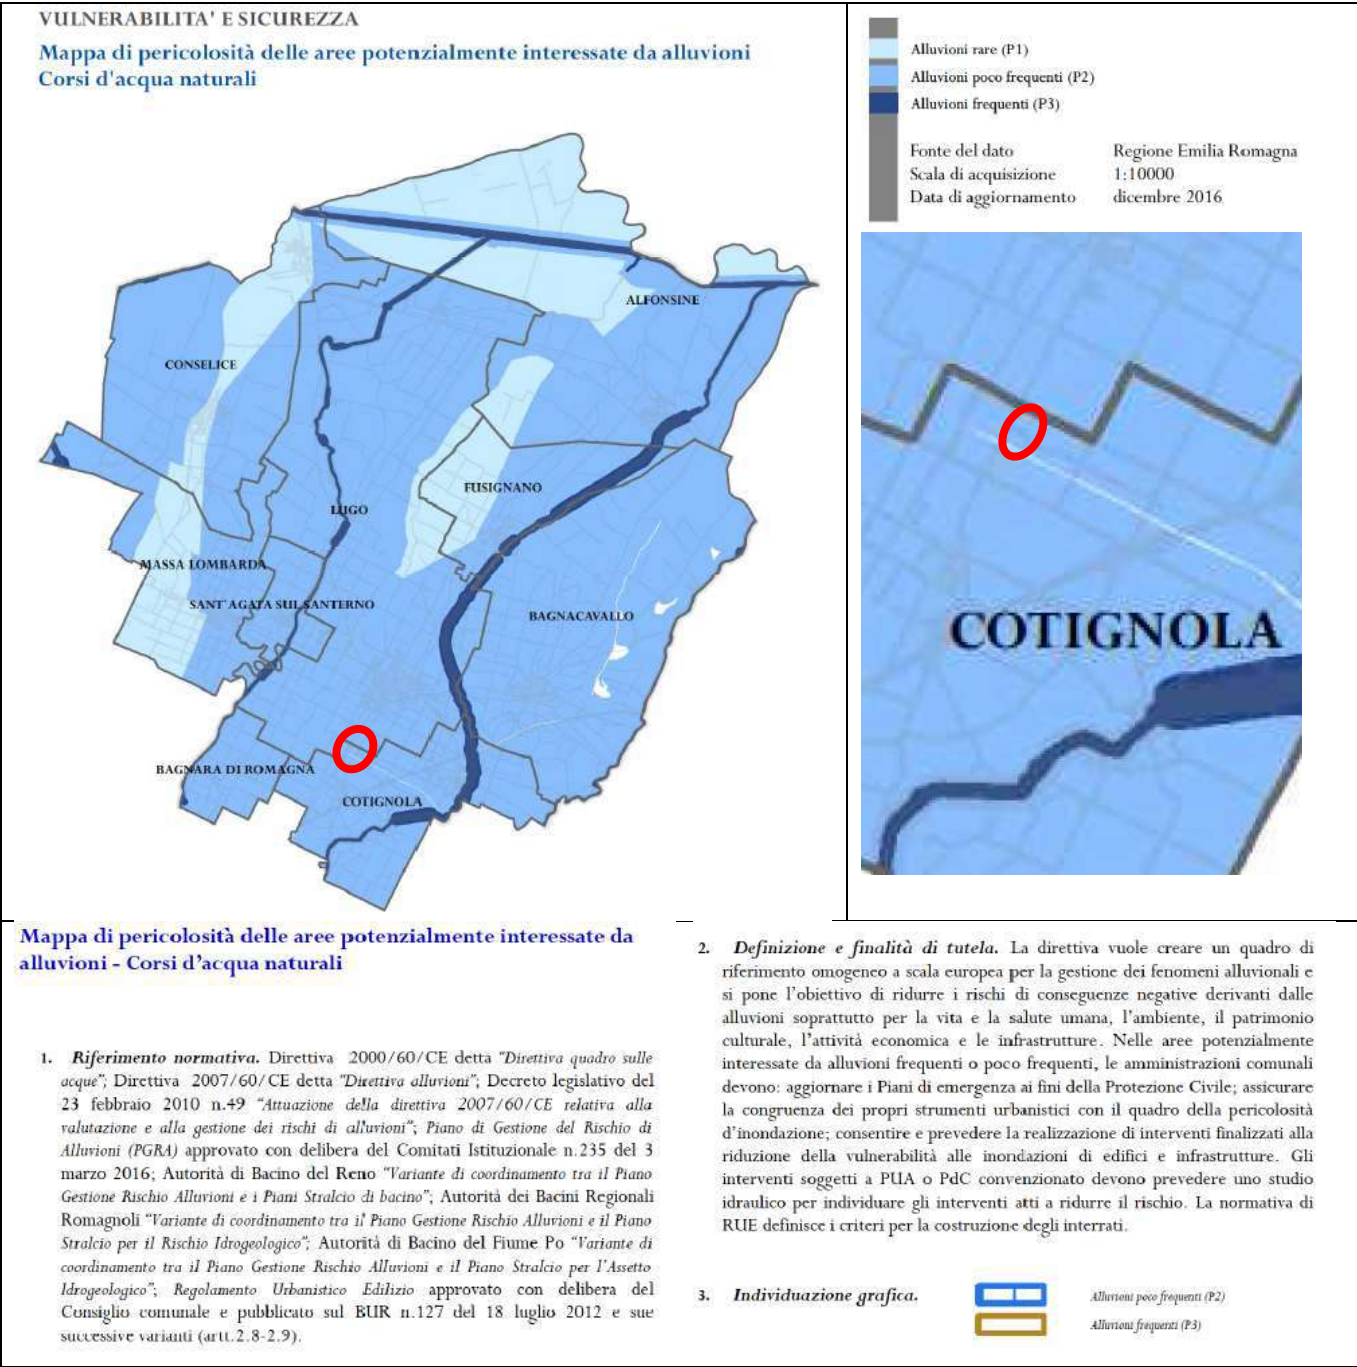 VULNERABILITA' E SICUREZZA
Mappa di pericolosità delle aree potenzialmente interessate da alluvioni
Corsi d'acqua naturali
ALFONSINE
CONSELICE
FUSIGNANO
LUGO
MASSA LOMBARDA
SANT'AGATA SUL SANTERNO
BAGNACAVALLO
BAGNARA DI ROMAGNA
COTIGNOLA
Alluvioni rare (P1)
Alluvioni poco frequenti (P2)
Alluvioni frequenti (P3)
Fonte del dato Regione Emilia Romagna
Scala di acquisizione 1:10000
Data di aggiornamento dicembre 2016
COTIGNOLA
Mappa di pericolosità delle aree potenzialmente interessate da
alluvioni - Corsi d'acqua naturali
1. Riferimento normativa. Direttiva 2000/60/CE detta "Direttiva quadro sulle
acque"; Direttiva 2007/60/CE detta "Direttiva alluvioni"; Decreto legislativo del
23 febbraio 2010 n.49 "Attuazione della direttiva 2007/60/CE relativa alla
valutazione e alla gestione dei rischi di alluvioni"; Piano di Gestione del Rischio di
Alluvioni (PGRA) approvato con delibera del Comitati Istituzionale n.235 del 3
marzo 2016; Autorità di Bacino del Reno "Variante di coordinamento tra il Piano
Gestione Rischio Alluvioni e i Piani Stralcio di bacino"; Autorità dei Bacini Regionali
Romagnoli "Variante di coordinamento tra il Piano Gestione Rischio Alluvioni e il Piano
Stralcio per il Rischio Idrogeologico"; Autorità di Bacino del Fiume Po "Variante di
coordinamento tra il Piano Gestione Rischio Alluvioni e il Piano Stralcio per l'Assetto
Idrogeologico"; Regolamento Urbanistico Edilizio approvato con delibera del
Consiglio comunale e pubblicato sul BUR n.127 del 18 luglio 2012 e sue
successive varianti (artt.2.8-2.9).
2. Definizione e finalità di tutela. La direttiva vuole creare un quadro di
riferimento omogeneo a scala europea per la gestione dei fenomeni alluvionali e
si pone l'obiettivo di ridurre i rischi di conseguenze negative derivanti dalle
alluvioni soprattutto per la vita e la salute umana, l'ambiente, il patrimonio
culturale, l'attività economica e le infrastrutture. Nelle aree potenzialmente
interessate da alluvioni frequenti o poco frequenti, le amministrazioni comunali
devono: aggiornare i Piani di emergenza ai fini della Protezione Civile; assicurare
la congruenza dei propri strumenti urbanistici con il quadro della pericolosità
d'inondazione; consentire e prevedere la realizzazione di interventi finalizzati alla
riduzione della vulnerabilità alle inondazioni di edifici e infrastrutture. Gli
interventi soggetti a PUA o PdC convenzionato devono prevedere uno studio
idraulico per individuare gli interventi atti a ridurre il rischio. La normativa di
RUE definisce i criteri per la costruzione degli interrati.
3. Individuazione grafica.
Alluvioni poco frequenti (P2)
Alluvioni frequenti (P3)